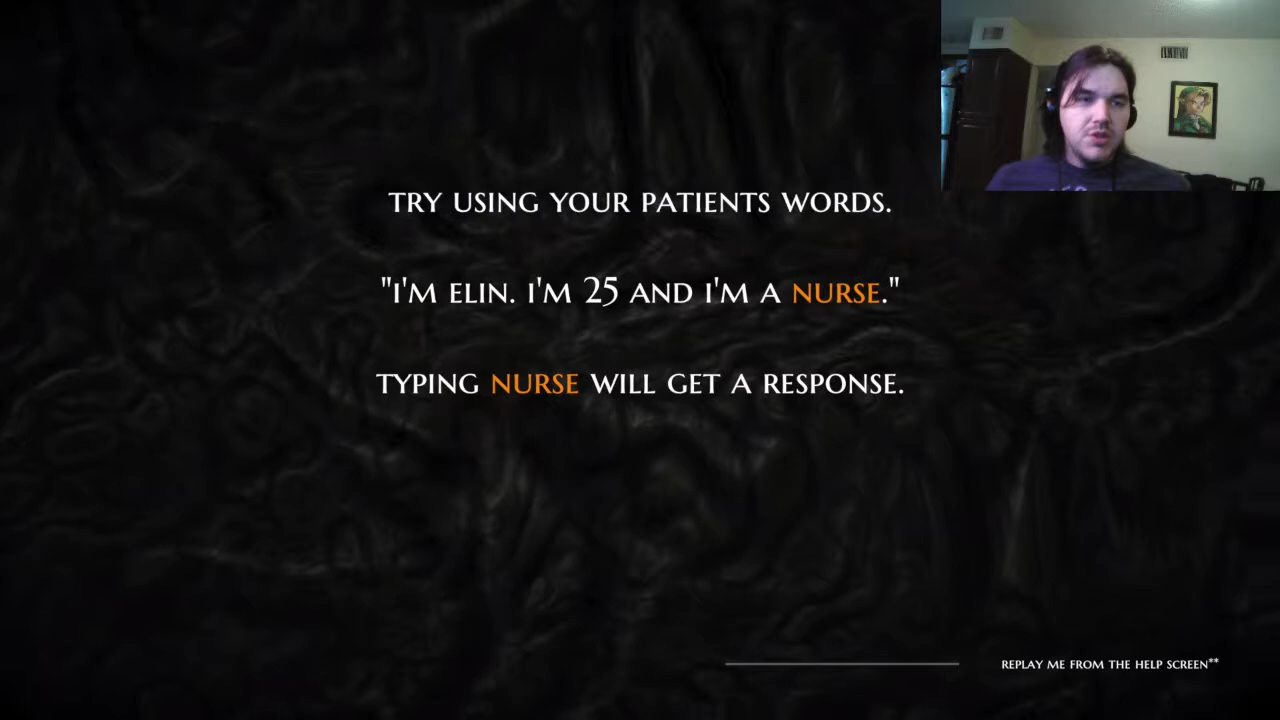 TRY USING YOUR PATIENTS WORDS.
"I'M ELIN. I'M 25 AND I'M A NURSE."
TYPING NURSE WILL GET A RESPONSE.
REPLAY ME FROM THE HELP SCREEN**